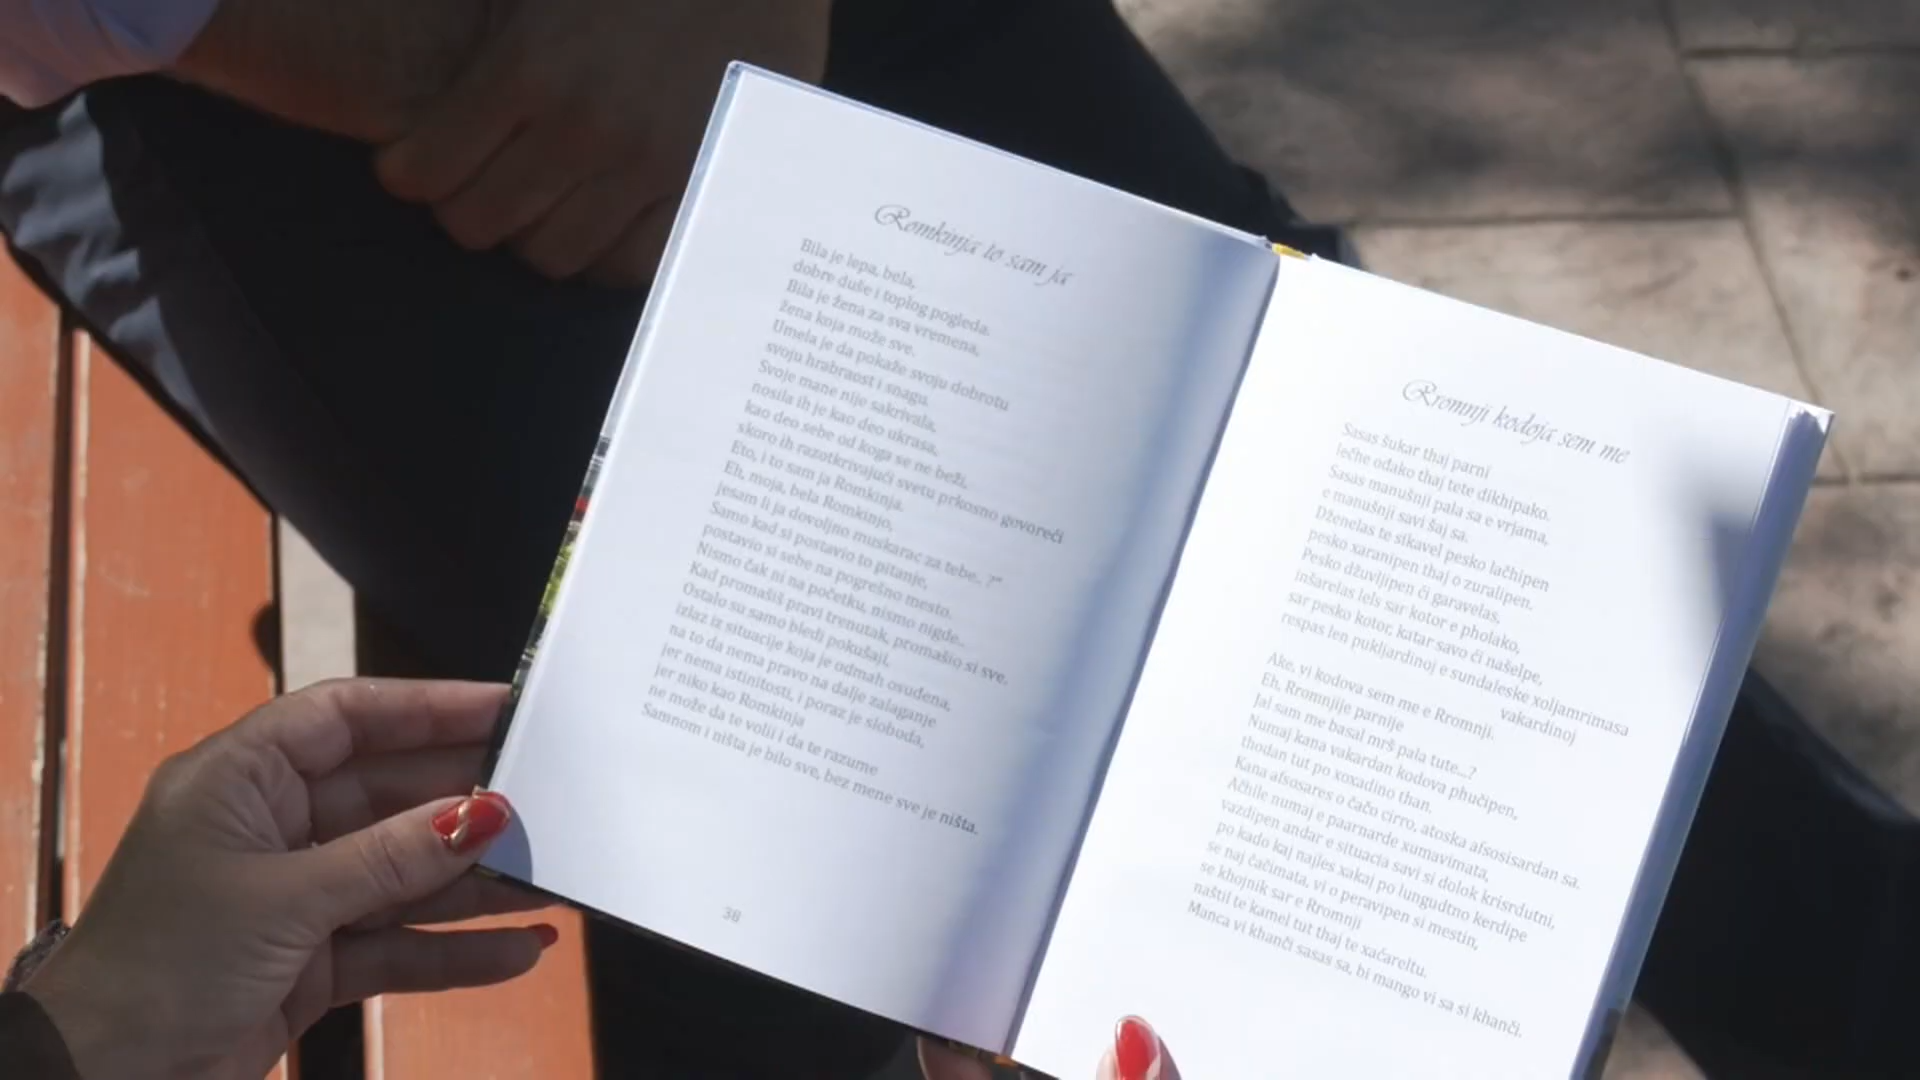 Romkinja to sam ja
Bila je lepa, bela,
dobre duše i toplog pogleda.
Bila je žena za sva vremena,
žena koja može sve.
Umela je da pokaže svoju dobrotu
svoju hrabraost i snagu.
Svoje mane nije sakrivala,
nosila ih je kao deo ukrasa,
kao deo sebe od koga se ne beži,
skoro ih razotkrivajući svetu prkosno govoreći
Eto, i to sam ja Romkinja.
Eh, moja, bela Romkinjo,
jesam li ja dovoljno muskarac za tebe.. ?"
Samo kad si postavio to pitanje,
postavio si sebe na pogrešno mesto.
Nismo čak ni na početku, nismo nigde..
Kad promašiš pravi trenutak, promašio si sve.
Ostalo su samo bledi pokušaji,
izlaz iz situacije koja je odmah osuđena,
na to da nema pravo na dalje zalaganje
jer nema istinitosti, i poraz je sloboda,
jer niko kao Romkinja
ne može da te volii i da te razume
Samnom i ništa je bilo sve, bez mene sve je ništa.
38
Rromnji kodoja sem me
Sasas šukar thaj parni
lečhe ođako thaj tete dikhipako.
Sasas manušnji pala sa e vrjama,
e manušnji savi šaj sa.
Dženelas te sikavel pesko lačhipen
pesko xaranipen thaj o zuralipen.
Pesko džuvljipen ći garavelas,
inšarelas lels sar kotor e pholako,
sar pesko kotor, katar savo ći našelpe,
respas len pukljardinoj e sundaleske xoljamrimasa
vakardinoj
Ake, vi kodova sem me e Rromnji.
Eh, Rromnjije parnije
Jal sam me basal mrš pala tute...?
Numaj kana vakardan kodova phučipen,
thodan tut po xoxadino than.
Kana afsosares o čačo cirro, atoska afsosisardan sa.
Ačhile numaj e paarnarde xumavimata,
vazdipen andar e situacia savi si dolok krisrdutni,
po kado kaj najles xakaj po lungudtno kerdipe
se naj čačimata, vi o peravipen si mestin,
se khojnik sar e Rromnji
naštil te kamel tut thaj te xaćareltu.
Manca vi khanči sasas sa, bi mango vi sa si khanči.